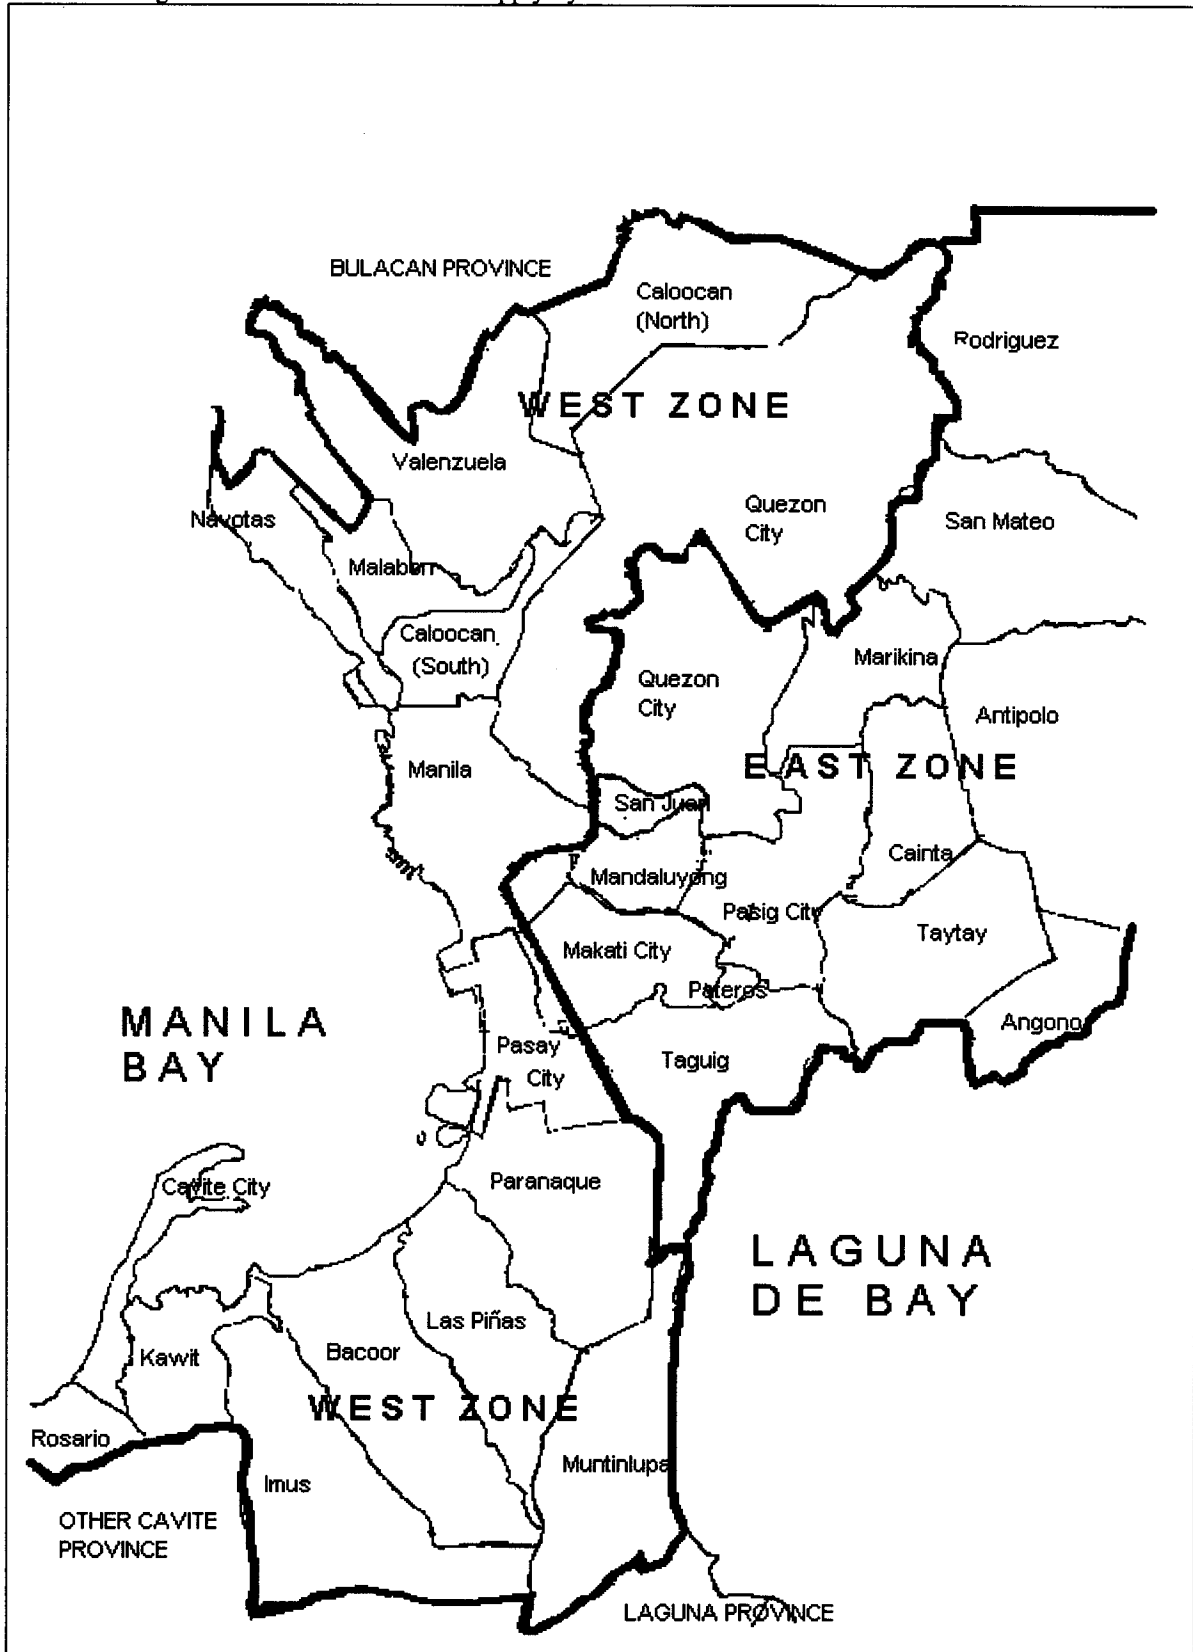 BULACAN PROVINCE
Caloocan
(North)
Rodriguez
WEST ZONE
Valenzuela
Quezon
City
San Mateo
Navotas
Malabon
Caloocan
(South)
Marikina
Quezon
City
Antipolo
Manila
EAST ZONE
San Juan
Cainta
Mandaluyong
Pasig City
Taytay
Makati City
Pateros
Angono
MANILA
BAY
Pasay
City
Taguig
Paranaque
Cavite City
LAGUNA
DE BAY
Las Piñas
Bacoor
Kawit
WEST ZONE
Rosario
Muntinlupa
Imus
OTHER CAVITE
PROVINCE
LAGUNA PROVINCE